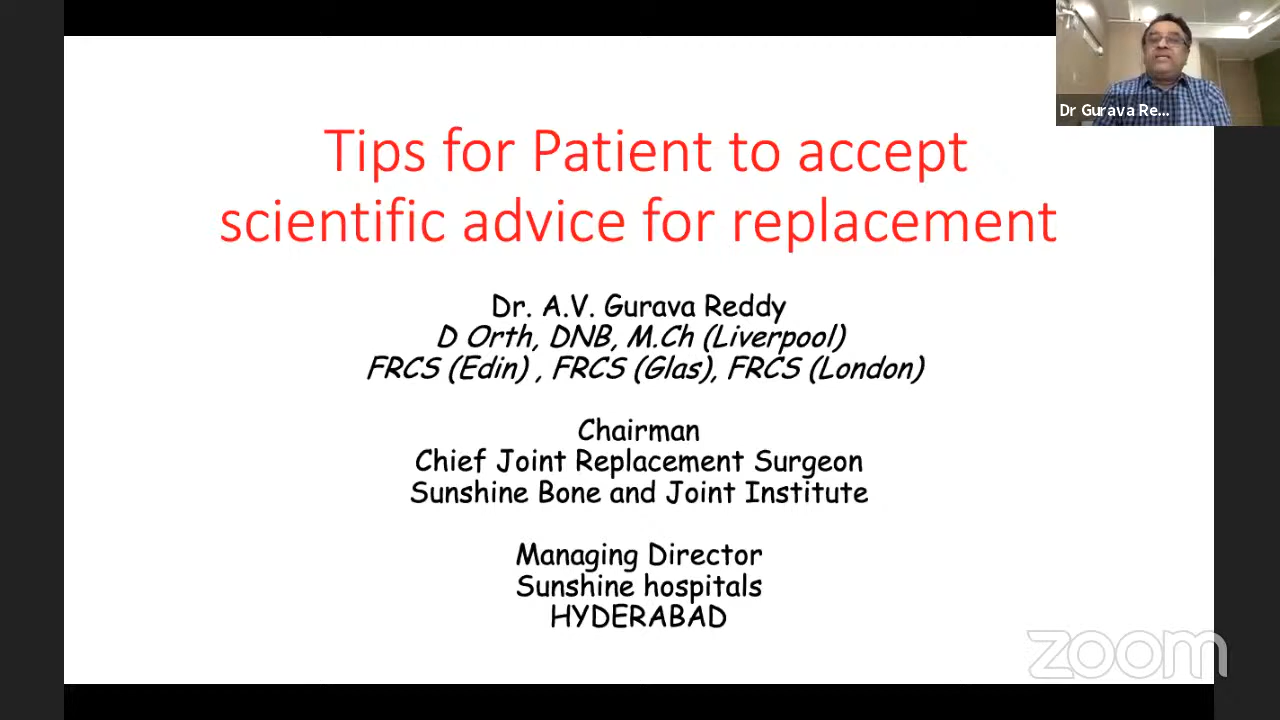 Dr Gurava Re...
Tips for Patient to accept
scientific advice for replacement
Dr. A.V. Gurava Reddy
D Orth, DNB, M.Ch (Liverpool)
FRCS (Edin) , FRCS (Glas), FRCS (London)
Chairman
Chief Joint Replacement Surgeon
Sunshine Bone and Joint Institute
Managing Director
Sunshine hospitals
HYDERABAD
zoom